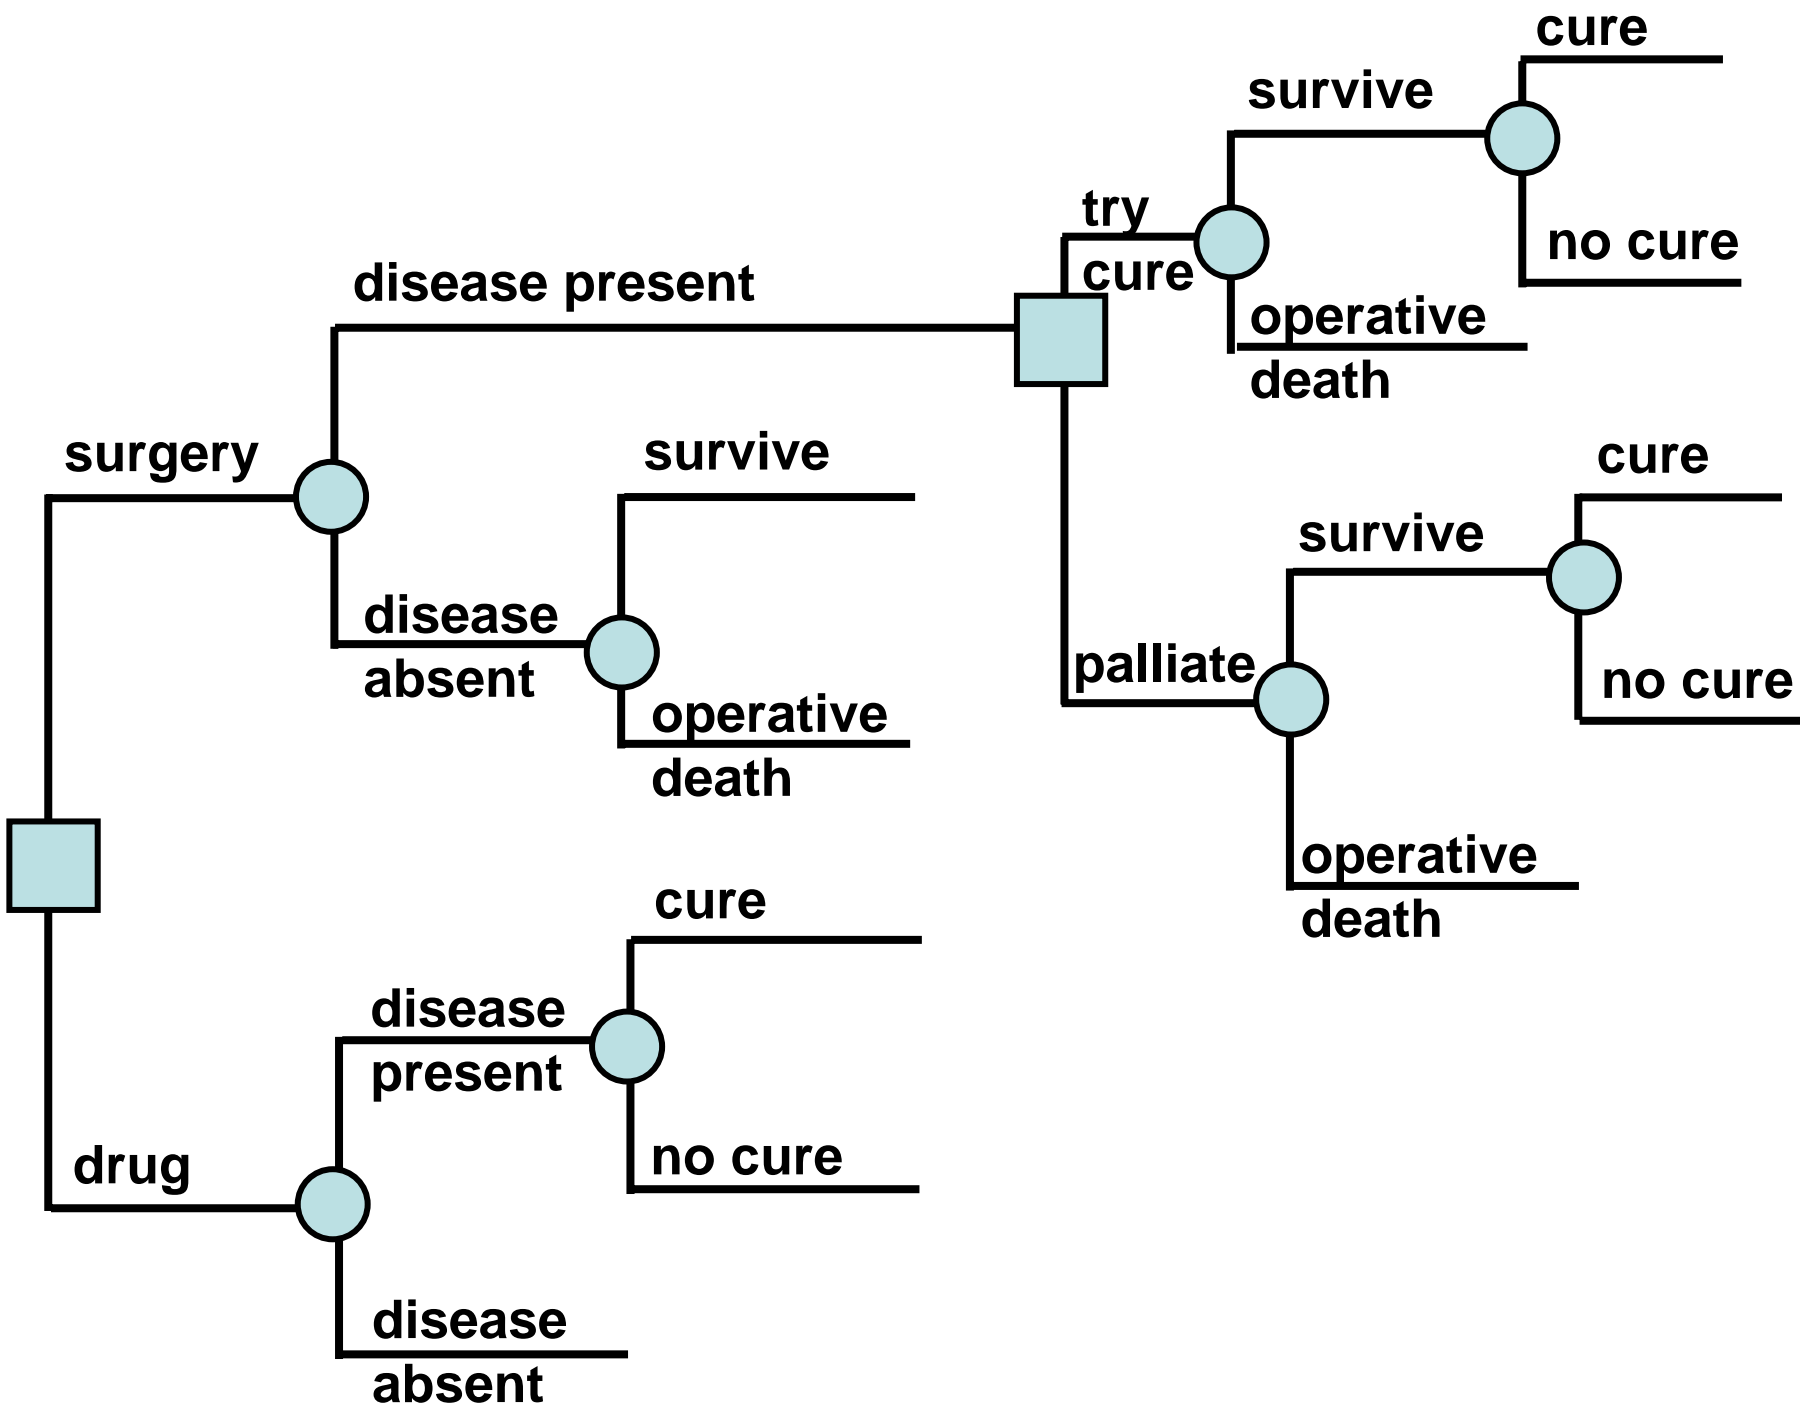 cure
survive
try
cure
no cure
disease present
operative
death
surgery
survive
cure
survive
disease
absent
palliate
no cure
operative
death
operative
death
cure
disease
present
drug
no cure
disease
absent